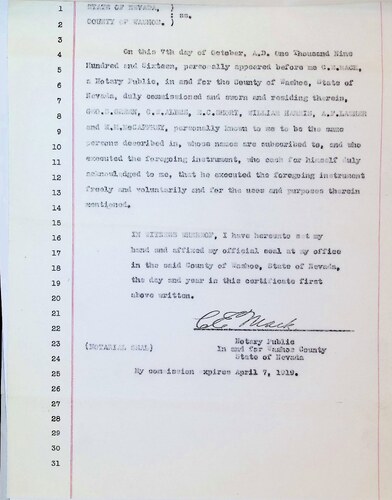 1 STATE OF NEVADA, )
2 ) ss.
COUNTY OF WASHOE. )
3
4 On this 7th day of October, A.D. One Thousand Nine
5 Hundred and Sixteen, personally appeared before me C.E.MACK,
6 a Notary Public, in and for the County of Washoe, State of
7 Nevada, duly commissioned and sworn and residing therein,
8 GEO.S. C. H.C. WILLIAM A.F.
9 and personally known to me to be the same
10 persons described in, whose names are subscribed to, and who
11 executed the foregoing instrument, who each for himself duly
12 acknowledged to me, that he executed the foregoing instrument
13 freely and voluntarily and for the uses and purposes therein
14 mentioned.
15
16 IN WITNESS WHEREOF, I have hereunto set my
17 hand and affixed my official seal at my office
18 in the said County of Washoe, State of Nevada,
19 the day and year in this certificate first
20 above written.
21 C E Mack
22
23 Notary Public
24 (NOTARIAL SEAL) In and for Washoe County
State of Nevada
25 My commission expires April 7, 1919.
26
27
28
29
30
31